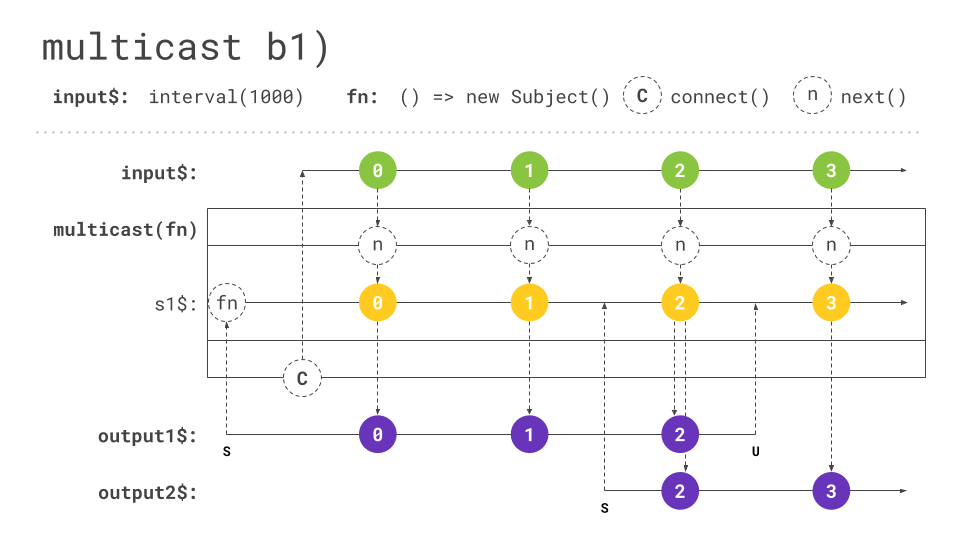 multicast b1)
input$: interval(1000) fn: () => new Subject() C connect() n next()
input$: 0 1 2 3
multicast(fn) n n n n
s1$: fn 0 1 2 3
C
output1$: 0 1 2
S U
output2$: 2 3
S